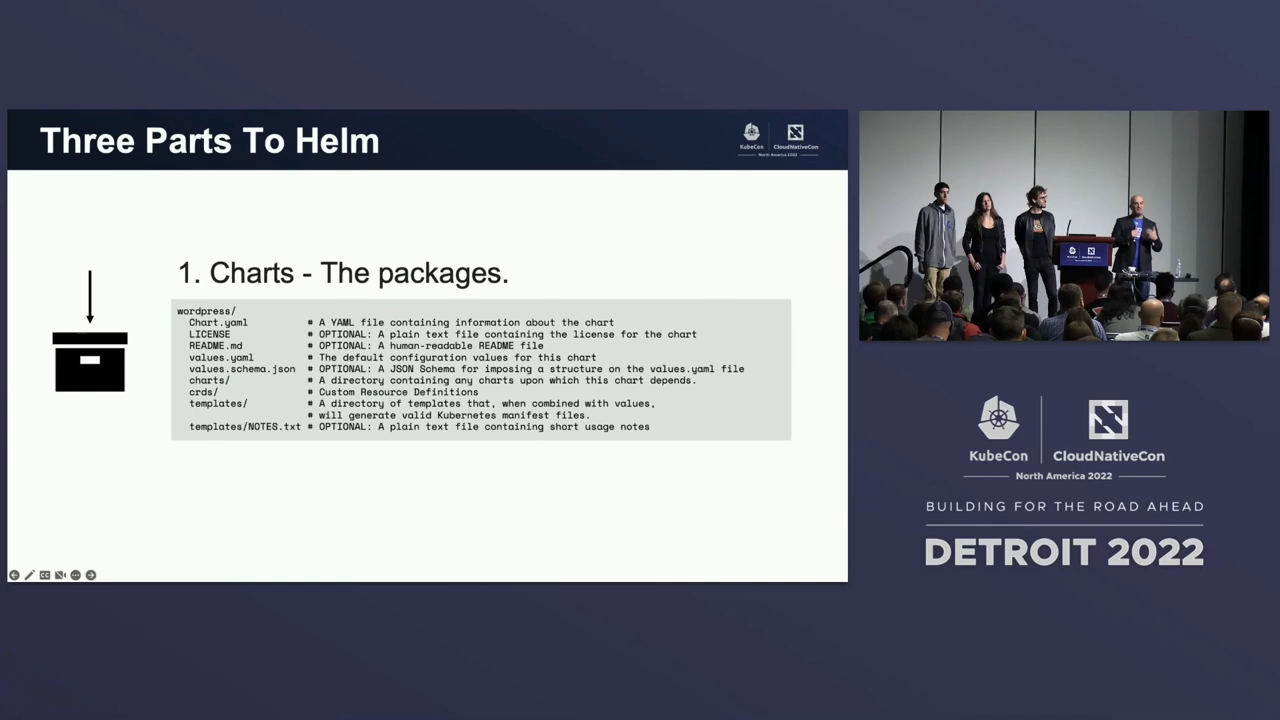 Three Parts To Helm
KubeCon
CloudNativeCon
North America 2022
1. Charts - The packages.
wordpress/
Chart.yaml # A YAML file containing information about the chart
LICENSE # OPTIONAL: A plain text file containing the license for the chart
README.md # OPTIONAL: A human-readable README file
values.yaml # The default configuration values for this chart
values.schema.json # OPTIONAL: A JSON Schema for imposing a structure on the values.yaml file
charts/ # A directory containing any charts upon which this chart depends.
crds/ # Custom Resource Definitions
templates/ # A directory of templates that, when combined with values,
# will generate valid Kubernetes manifest files.
templates/NOTES.txt # OPTIONAL: A plain text file containing short usage notes
CC
KubeCon
CloudNativeCon
North America 2022
BUILDING FOR THE ROAD AHEAD
DETROIT 2022